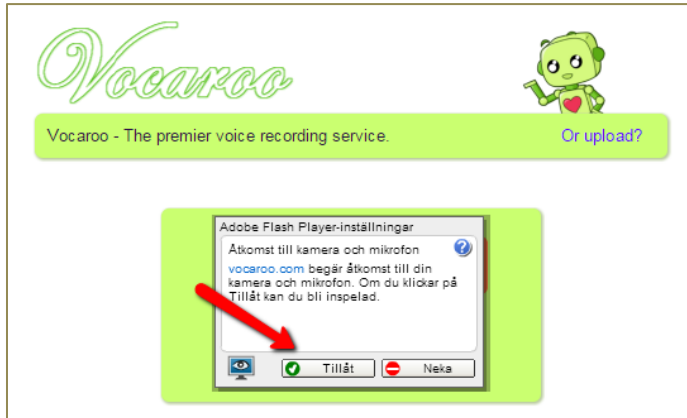 Vocaroo
Vocaroo - The premier voice recording service. Or upload?
Adobe Flash Player-inställningar
Åtkomst till kamera och mikrofon
vocaroo.com begär åtkomst till din
kamera och mikrofon. Om du klickar på
Tillåt kan du bli inspelad.
Tillåt Neka